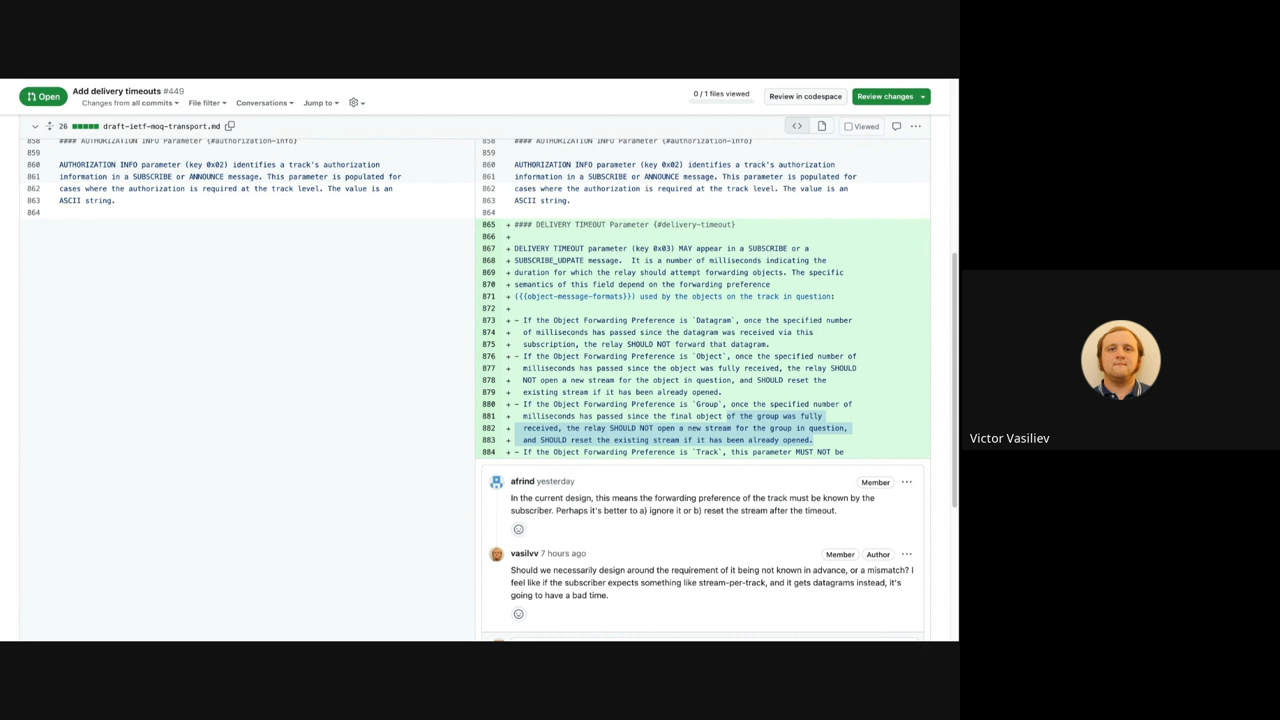 Open
Add delivery timeouts #449
Changes from all commits
File filter
Conversations
Jump to
0 / 1 files viewed
Review in codespace
Review changes
26
draft-ietf-moq-transport.md
Viewed
858 #### AUTHORIZATION INFO Parameter {#authorization-info}
859
860 AUTHORIZATION INFO parameter (key 0x02) identifies a track's authorization
861 information in a SUBSCRIBE or ANNOUNCE message. This parameter is populated for
862 cases where the authorization is required at the track level. The value is an
863 ASCII string.
864
858 #### AUTHORIZATION INFO Parameter {#authorization-info}
859
860 AUTHORIZATION INFO parameter (key 0x02) identifies a track's authorization
861 information in a SUBSCRIBE or ANNOUNCE message. This parameter is populated for
862 cases where the authorization is required at the track level. The value is an
863 ASCII string.
864
865 + #### DELIVERY TIMEOUT Parameter {#delivery-timeout}
866 +
867 + DELIVERY TIMEOUT parameter (key 0x03) MAY appear in a SUBSCRIBE or a
868 + SUBSCRIBE_UDPATE message. It is a number of milliseconds indicating the
869 + duration for which the relay should attempt forwarding objects. The specific
870 + semantics of this field depend on the forwarding preference
871 + ({{object-message-formats}}) used by the objects on the track in question:
872 +
873 + - If the Object Forwarding Preference is `Datagram`, once the specified number
874 + of milliseconds has passed since the datagram was received via this
875 + subscription, the relay SHOULD NOT forward that datagram.
876 + - If the Object Forwarding Preference is `Object`, once the specified number of
877 + milliseconds has passed since the object was fully received, the relay SHOULD
878 + NOT open a new stream for the object in question, and SHOULD reset the
879 + existing stream if it has been already opened.
880 + - If the Object Forwarding Preference is `Group`, once the specified number of
881 + milliseconds has passed since the final object of the group was fully
882 + received, the relay SHOULD NOT open a new stream for the group in question,
883 + and SHOULD reset the existing stream if it has been already opened.
884 + - If the Object Forwarding Preference is `Track`, this parameter MUST NOT be
afrind yesterday
Member
In the current design, this means the forwarding preference of the track must be known by the
subscriber. Perhaps it's better to a) ignore it or b) reset the stream after the timeout.
vasilvv 7 hours ago
Member
Author
Should we necessarily design around the requirement of it being not known in advance, or a mismatch? I
feel like if the subscriber expects something like stream-per-track, and it gets datagrams instead, it's
going to have a bad time.
Victor Vasiliev